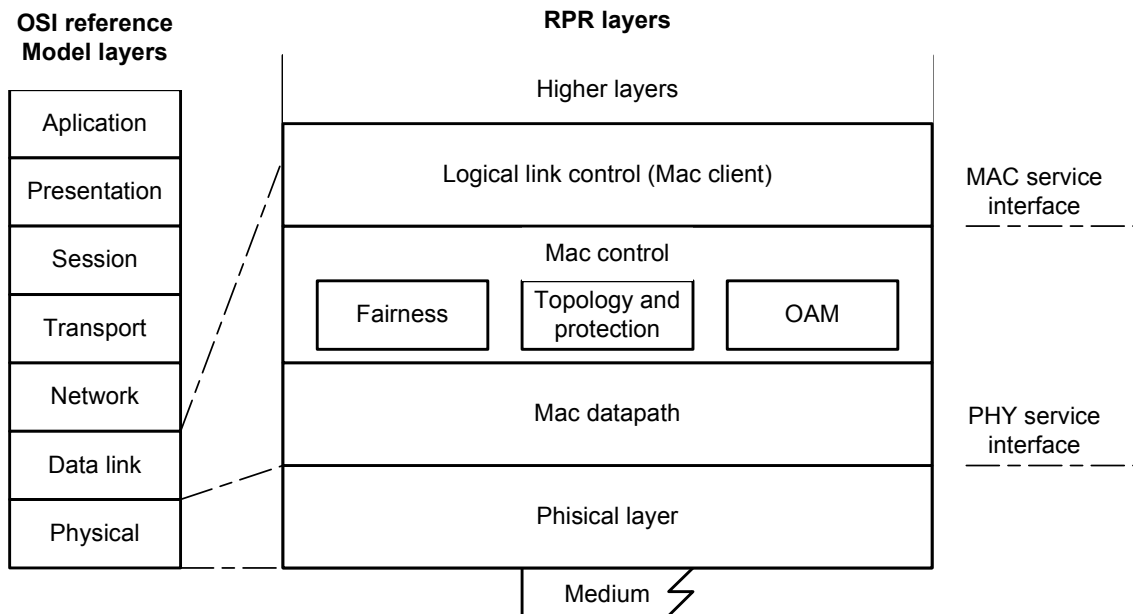 OSI reference
Model layers
RPR layers
Aplication
Presentation
Session
Transport
Network
Data link
Physical
Higher layers
Logical link control (Mac client)
Mac control
Fairness
Topology and
protection
OAM
Mac datapath
Phisical layer
Medium
MAC service
interface
PHY service
interface